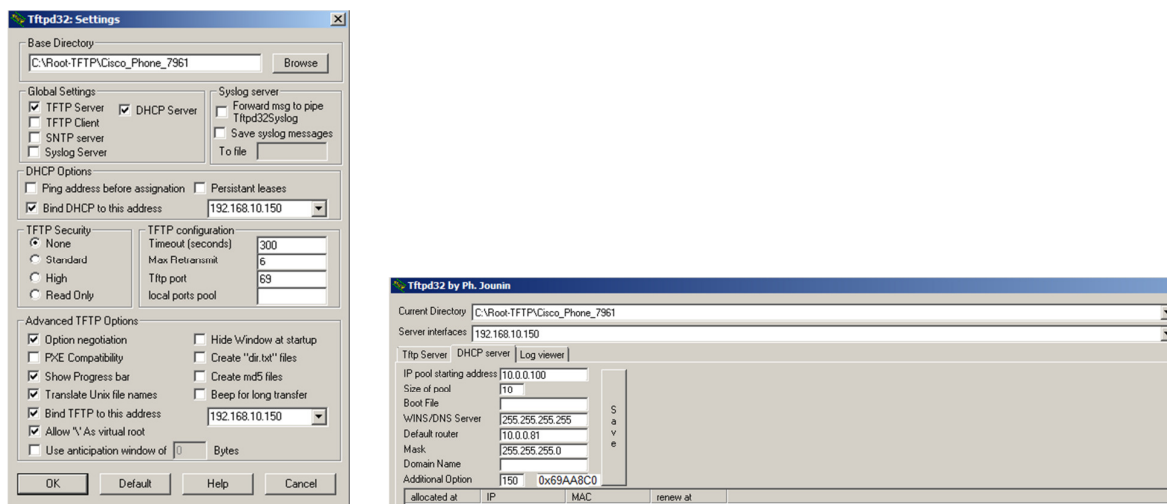 Tftpd32: Settings
Base Directory
C:\Root-TFTP\Cisco_Phone_7961 Browse
Global Settings
TFTP Server DHCP Server
TFTP Client
SNTP server
Syslog Server
Syslog server
Forward msg to pipe
Tftpd32Syslog
Save syslog messages
To file
DHCP Options
Ping address before assignation Persistant leases
Bind DHCP to this address 192.168.10.150
TFTP Security
None
Standard
High
Read Only
TFTP configuration
Timeout (seconds) 300
Max Retransmit 6
Tftp port 69
local ports pool
Advanced TFTP Options
Option negotiation Hide Window at startup
PXE Compatibility Create "dir.txt" files
Show Progress bar Create md5 files
Translate Unix file names Beep for long transfer
Bind TFTP to this address 192.168.10.150
Allow '\' As virtual root
Use anticipation window of 0 Bytes
OK Default Help Cancel
Tftpd32 by Ph. Jounin
Current Directory C:\Root-TFTP\Cisco_Phone_7961
Server interfaces 192.168.10.150
Tftp Server DHCP server Log viewer
IP pool starting address 10.0.0.100
Size of pool 10
Boot File
WINS/DNS Server 255.255.255.255
Default router 10.0.0.81
Mask 255.255.255.0
Domain Name
Additional Option 150 0x69AA8C0
Save
allocated at IP MAC renew at